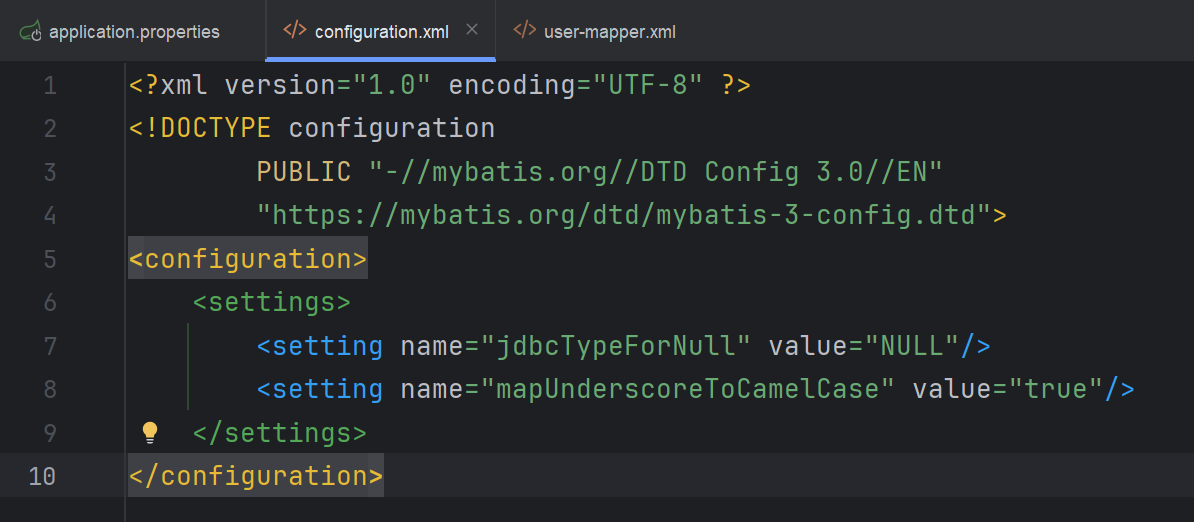 application.properties configuration.xml user-mapper.xml
1 <?xml version="1.0" encoding="UTF-8" ?>
2 <!DOCTYPE configuration
3         PUBLIC "-//mybatis.org//DTD Config 3.0//EN"
4         "https://mybatis.org/dtd/mybatis-3-config.dtd">
5 <configuration>
6     <settings>
7         <setting name="jdbcTypeForNull" value="NULL"/>
8         <setting name="mapUnderscoreToCamelCase" value="true"/>
9     </settings>
10 </configuration>